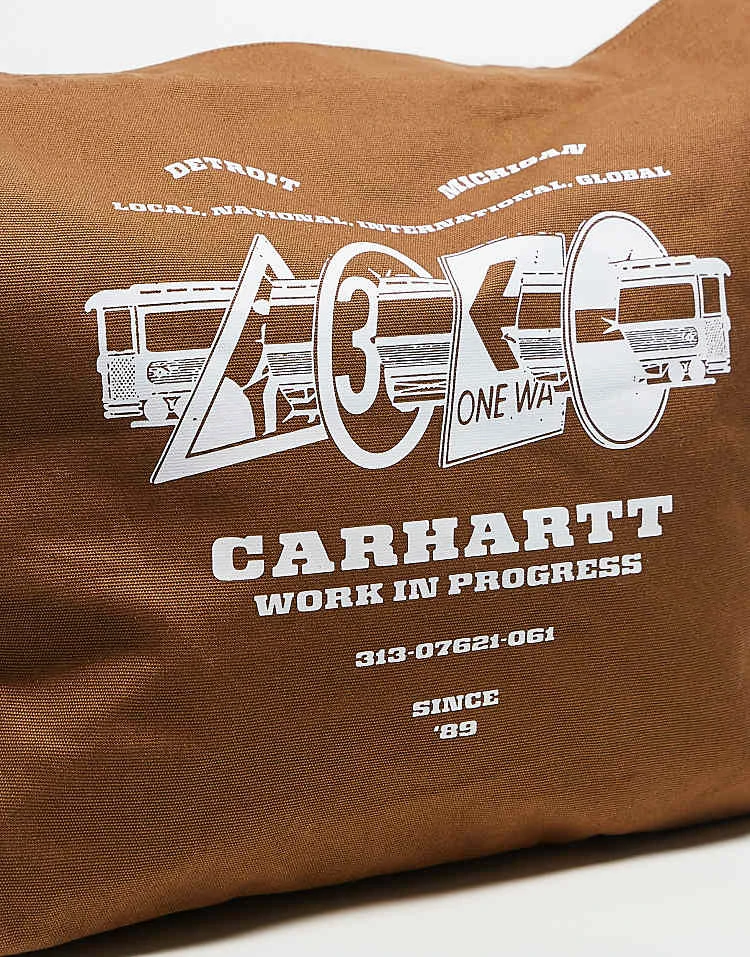 DETROIT MICHIGAN
LOCAL, NATIONAL, INTERNATIONAL, GLOBAL
3
ONE WA
CARHARTT
WORK IN PROGRESS
313-07621-061
SINCE
'89